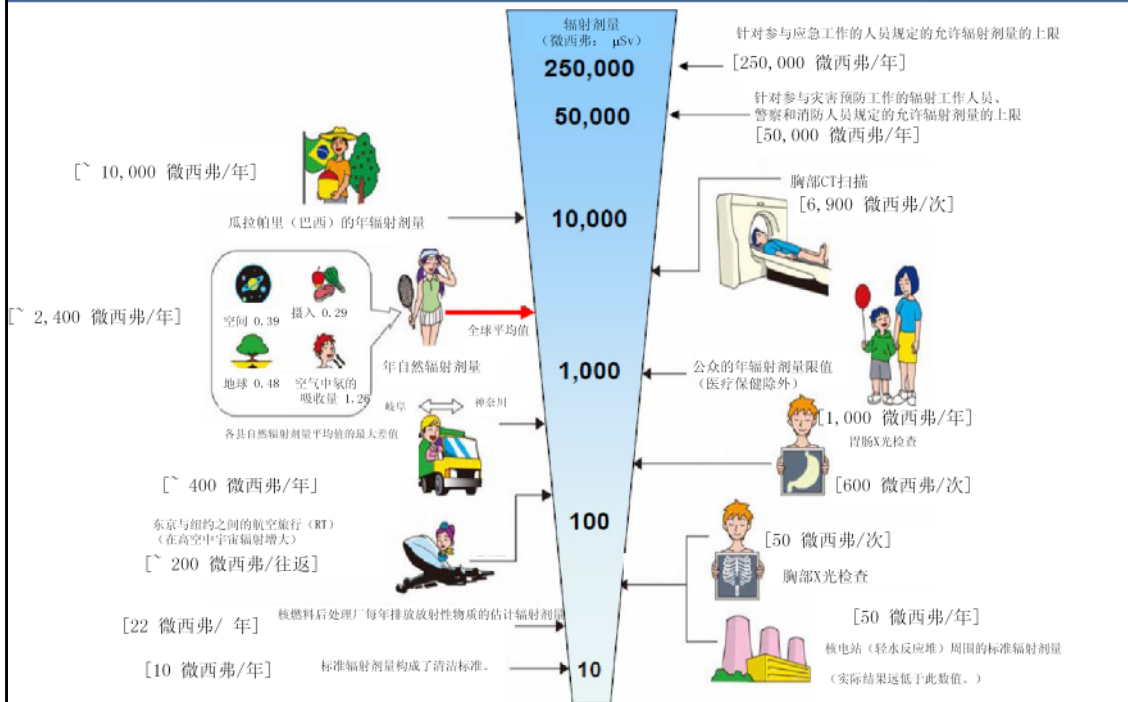 辐射剂量
（微西弗： μSv）
250,000
50,000
10,000
1,000
100
10
针对参与应急工作的人员规定的允许辐射剂量的上限
[250,000 微西弗/年]
针对参与灾害预防工作的辐射工作人员、
警察和消防人员规定的允许辐射剂量的上限
[50,000 微西弗/年]
[~ 10,000 微西弗/年]
瓜拉帕里（巴西）的年辐射剂量
胸部CT扫描
[6,900 微西弗/次]
[~ 2,400 微西弗/年]
空间 0.39
摄入 0.29
地球 0.48
空气中氡的
吸收量 1.26
全球平均值
年自然辐射剂量
公众的年辐射剂量限值
（医疗保健除外）
[1,000 微西弗/年]
岐阜
神奈川
各县自然辐射剂量平均值的最大差值
[~ 400 微西弗/年」
胃肠X光检查
[600 微西弗/次]
东京与纽约之间的航空旅行（RT）
（在高空中宇宙辐射增大）
[~ 200 微西弗/往返]
[50 微西弗/次]
胸部X光检查
核燃料后处理厂每年排放放射性物质的估计辐射剂量
[22 微西弗/ 年]
[50 微西弗/年]
核电站（轻水反应堆）周围的标准辐射剂量
（实际结果远低于此数值。）
[10 微西弗/年]
标准辐射剂量构成了清洁标准。